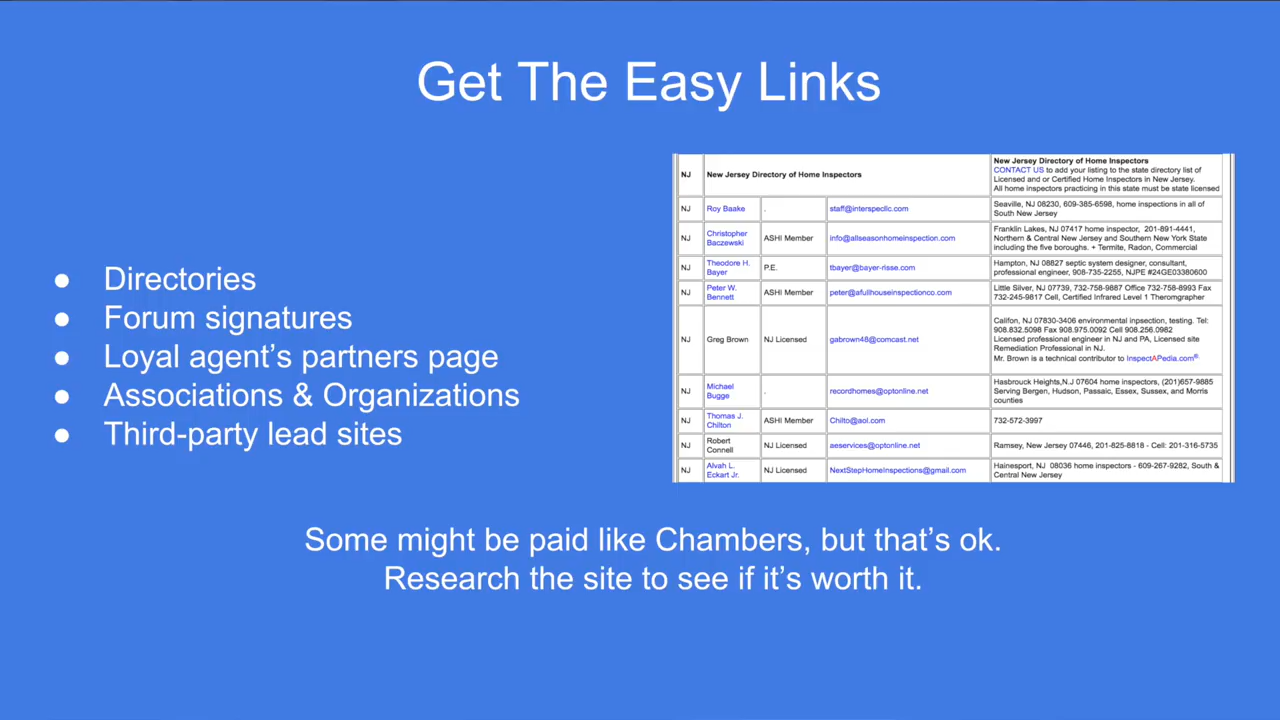 Get The Easy Links
● Directories
● Forum signatures
● Loyal agent’s partners page
● Associations & Organizations
● Third-party lead sites
NJ New Jersey Directory of Home Inspectors
New Jersey Directory of Home Inspectors
CONTACT US to add your listing to the state directory list of
Licensed and or Certified Home Inspectors in New Jersey.
All home inspectors practicing in this state must be state licensed
NJ Roy Baake . staff@interspecllc.com
Seaville, NJ 08230, 609-385-6598, home inspections in all of
South New Jersey
NJ Christopher
Baczewski
ASHI Member info@allseasonhomeinspection.com
Franklin Lakes, NJ 07417 home inspector, 201-891-4441,
Northern & Central New Jersey and Southern New York State
including the five boroughs. + Termite, Radon, Commercial
NJ Theodore H.
Bayer
P.E. tbayer@bayer-risse.com
Hampton, NJ 08827 septic system designer, consultant,
professional engineer, 908-735-2255, NJPE #24GE03380600
NJ Peter W.
Bennett
ASHI Member peter@afullhouseinspectionco.com
Little Silver, NJ 07739, 732-758-9887 Office 732-758-8993 Fax
732-245-9817 Cell, Certified Infrared Level 1 Theromgrapher
NJ Greg Brown NJ Licensed gabrown48@comcast.net
Califon, NJ 07830-3406 environmental inpsection, testing. Tel:
908.832.5098 Fax 908.975.0092 Cell 908.256.0982
Licensed professional engineer in NJ and PA, Licensed site
Remediation Professional in NJ.
Mr. Brown is a technical contributor to InspectAPedia.com®
NJ Michael
Bugge
. recordhomes@optonline.net
Hasbrouck Heights,N.J 07604 home inspectors, (201)657-9885
Serving Bergen, Hudson, Passaic, Essex, Sussex, and Morris
counties
NJ Thomas J.
Chilton
ASHI Member Chilto@aol.com
732-572-3997
NJ Robert
Connell
NJ Licensed aeservices@optonline.net
Ramsey, New Jersey 07446, 201-825-8818 - Cell: 201-316-5735
NJ Alvah L.
Eckart Jr.
NJ Licensed NextStepHomeInspections@gmail.com
Hainesport, NJ 08036 home inspectors - 609-267-9282, South &
Central New Jersey
Some might be paid like Chambers, but that’s ok.
Research the site to see if it’s worth it.